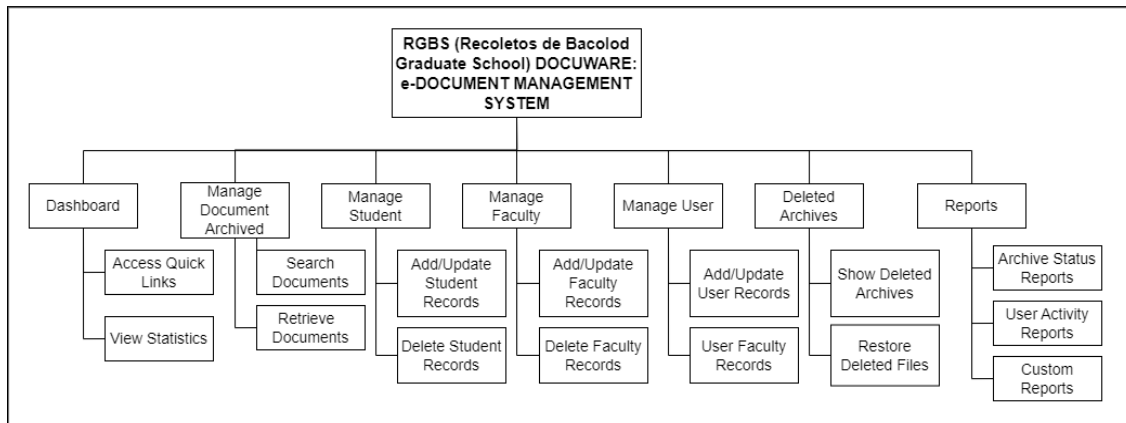 RGBS (Recoletos de Bacolod
Graduate School) DOCUWARE:
e-DOCUMENT MANAGEMENT
SYSTEM
Dashboard
Manage
Document
Archived
Manage
Student
Manage
Faculty
Manage User
Deleted
Archives
Reports
Access Quick
Links
View Statistics
Search
Documents
Retrieve
Documents
Add/Update
Student
Records
Delete Student
Records
Add/Update
Faculty
Records
Delete Faculty
Records
Add/Update
User Records
User Faculty
Records
Show Deleted
Archives
Restore
Deleted Files
Archive Status
Reports
User Activity
Reports
Custom
Reports